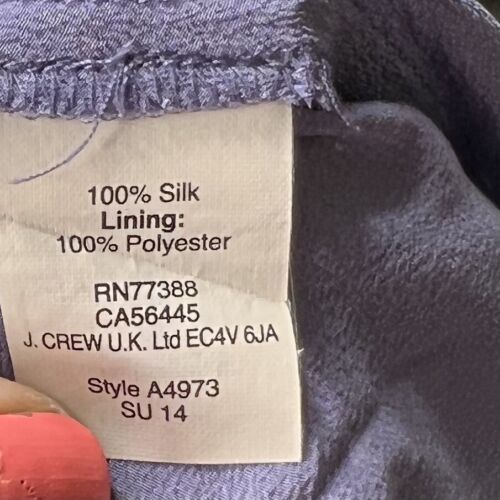 100% Silk
Lining:
100% Polyester
RN77388
CA56445
J. CREW U.K. Ltd EC4V 6JA
Style A4973
SU 14